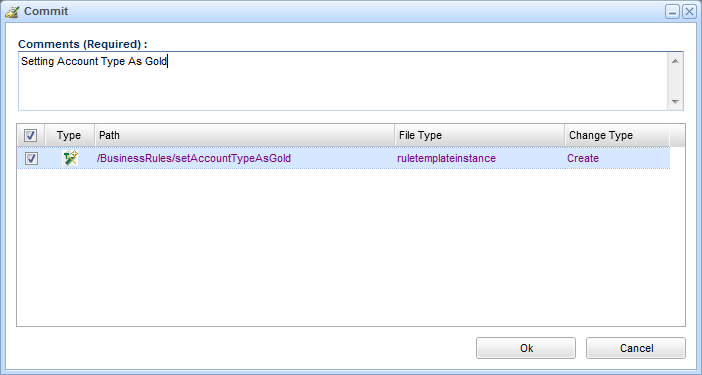 Commit
Comments (Required) :
Setting Account Type As Gold
Type Path File Type Change Type
/BusinessRules/setAccountTypeAsGold ruletemplateinstance Create
Ok Cancel